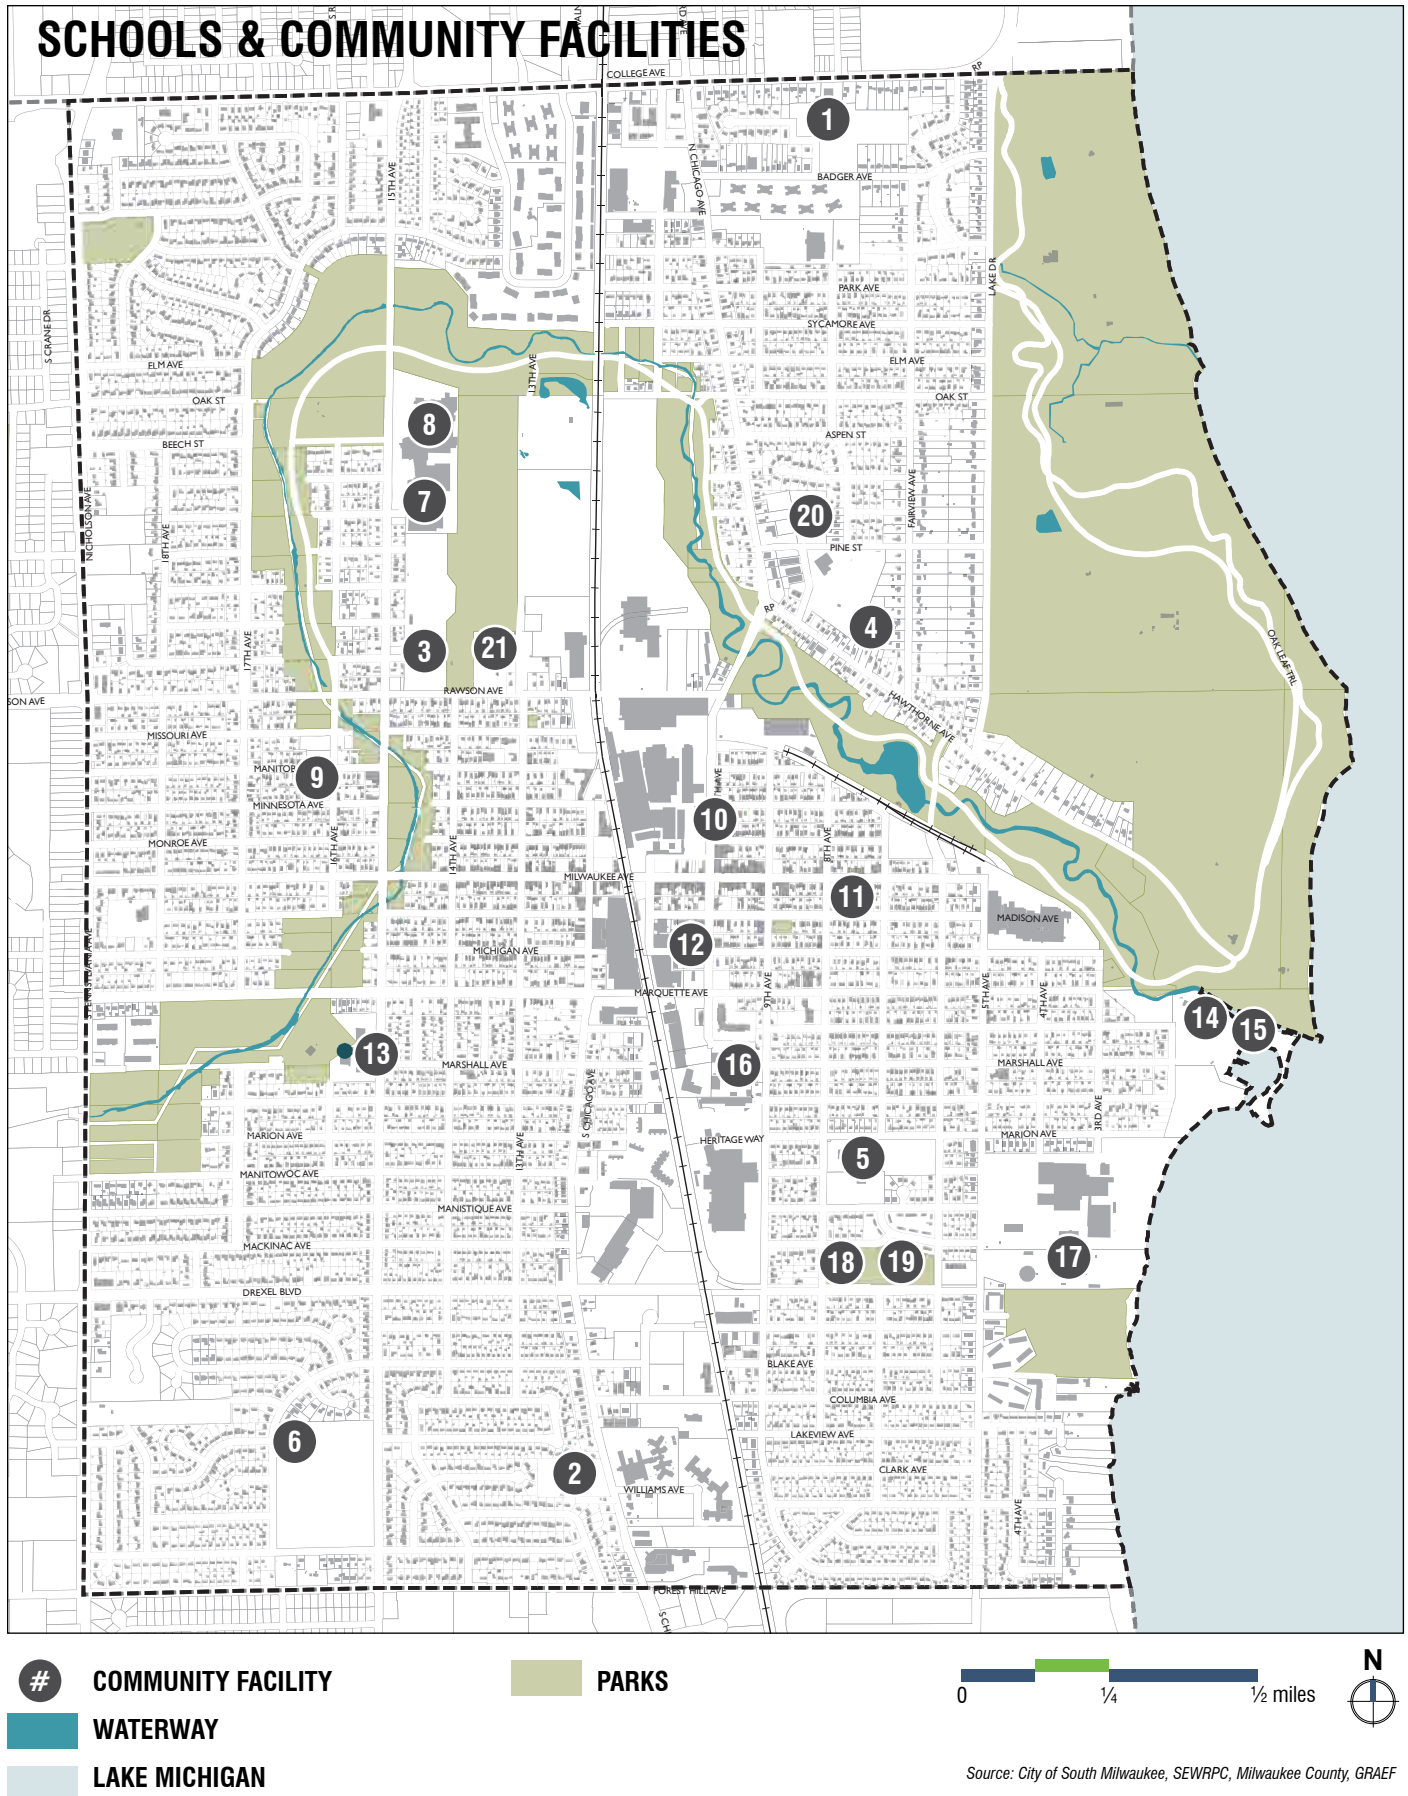 SCHOOLS & COMMUNITY FACILITIES
COLLEGE AVE
RP
1
15TH AVE
N CHICAGO AVE
BADGER AVE
LAKE DR
PARK AVE
S CRANE DR
SYCAMORE AVE
ELM AVE
ELM AVE
13TH AVE
OAK ST
OAK ST
8
BEECH ST
ASPEN ST
7
20
FAIRVIEW AVE
NICHOLSON AVE
18TH AVE
PINE ST
RP
4
17TH AVE
3
21
OAK LEAF TRL
RAWSON AVE
SON AVE
HAWTHORNE AVE
MISSOURI AVE
MANITOB
9
MINNESOTA AVE
10
16TH AVE
14TH AVE
8TH AVE
MONROE AVE
MILWAUKEE AVE
11
MADISON AVE
12
MICHIGAN AVE
MARQUETTE AVE
9TH AVE
5TH AVE
4TH AVE
14
15
13
16
MARSHALL AVE
MARSHALL AVE
S CHICAGO AVE
3RD AVE
MARION AVE
MARION AVE
HERITAGE WAY
13TH AVE
5
MANITOWOC AVE
MANISTIQUE AVE
MACKINAC AVE
18
19
17
DREXEL BLVD
BLAKE AVE
COLUMBIA AVE
6
LAKEVIEW AVE
2
CLARK AVE
WILLIAMS AVE
4TH AVE
FOREST HILL AVE
S CH
# COMMUNITY FACILITY
PARKS
0 ¼ ½ miles
N
WATERWAY
LAKE MICHIGAN
Source: City of South Milwaukee, SEWRPC, Milwaukee County, GRAEF